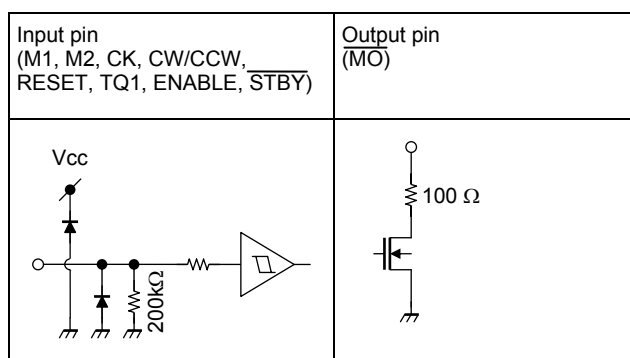 Input pin
(M1, M2, CK, CW/CCW,
RESET, TQ1, ENABLE, STBY)
Output pin
(MO)
Vcc
200kΩ
100 Ω